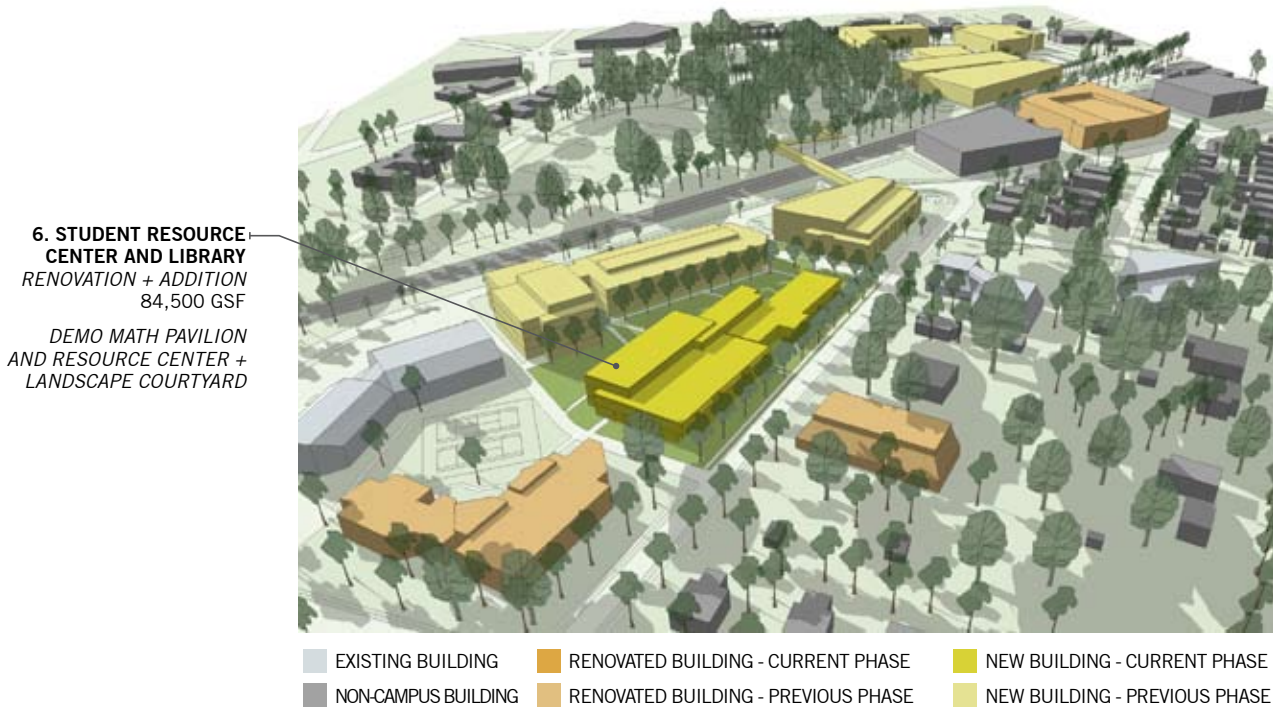 6. STUDENT RESOURCE
CENTER AND LIBRARY
RENOVATION + ADDITION
84,500 GSF
DEMO MATH PAVILION
AND RESOURCE CENTER +
LANDSCAPE COURTYARD
EXISTING BUILDING
RENOVATED BUILDING - CURRENT PHASE
NEW BUILDING - CURRENT PHASE
NON-CAMPUS BUILDING
RENOVATED BUILDING - PREVIOUS PHASE
NEW BUILDING - PREVIOUS PHASE